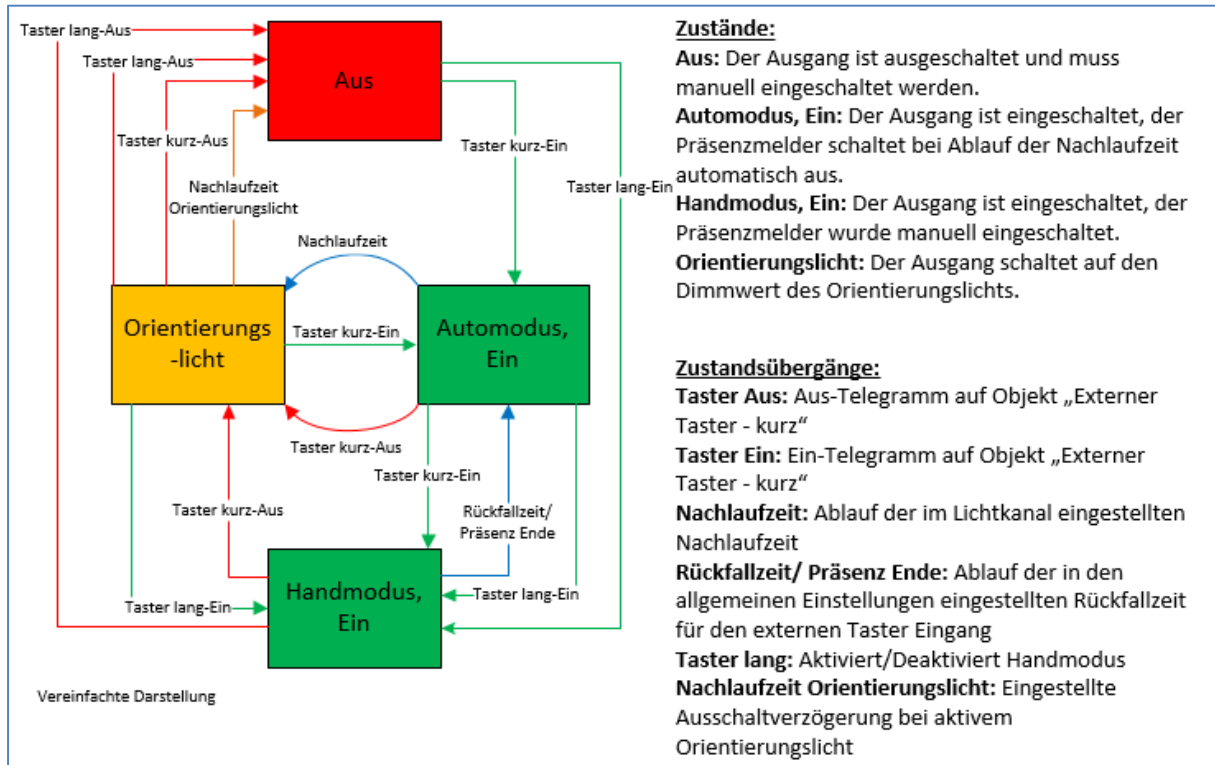 Taster lang-Aus
Taster lang-Aus
Aus
Taster kurz-Aus
Taster kurz-Ein
Taster lang-Ein
Nachlaufzeit
Orientierungslicht
Nachlaufzeit
Orientierungs
-licht
Taster kurz-Ein
Automodus,
Ein
Taster kurz-Aus
Taster kurz-Ein
Taster kurz-Aus
Rückfallzeit/
Präsenz Ende
Taster lang-Ein
Handmodus,
Ein
Taster lang-Ein
Vereinfachte Darstellung
Zustände:
Aus: Der Ausgang ist ausgeschaltet und muss
manuell eingeschaltet werden.
Automodus, Ein: Der Ausgang ist eingeschaltet, der
Präsenzmelder schaltet bei Ablauf der Nachlaufzeit
automatisch aus.
Handmodus, Ein: Der Ausgang ist eingeschaltet, der
Präsenzmelder wurde manuell eingeschaltet.
Orientierungslicht: Der Ausgang schaltet auf den
Dimmwert des Orientierungslichts.
Zustandsübergänge:
Taster Aus: Aus-Telegramm auf Objekt „Externer
Taster - kurz“
Taster Ein: Ein-Telegramm auf Objekt „Externer
Taster - kurz“
Nachlaufzeit: Ablauf der im Lichtkanal eingestellten
Nachlaufzeit
Rückfallzeit/ Präsenz Ende: Ablauf der in den
allgemeinen Einstellungen eingestellten Rückfallzeit
für den externen Taster Eingang
Taster lang: Aktiviert/Deaktiviert Handmodus
Nachlaufzeit Orientierungslicht: Eingestellte
Ausschaltverzögerung bei aktivem
Orientierungslicht